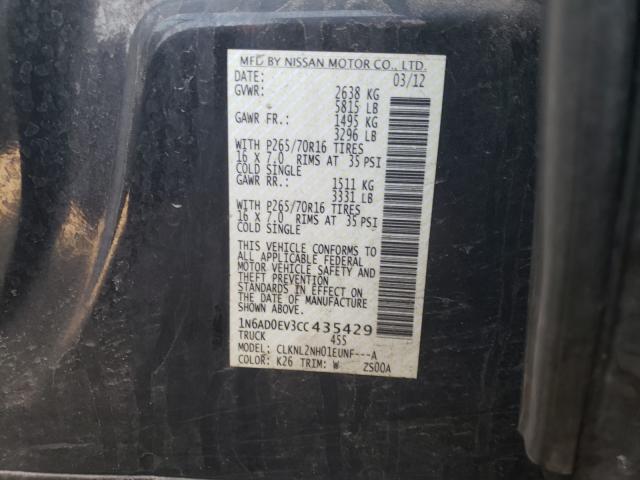 MFD BY NISSAN MOTOR CO., LTD.
DATE: 03/12
GVWR: 2638 KG
5815 LB
GAWR FR.: 1495 KG
3296 LB
WITH P265/70R16 TIRES
16 X 7.0 RIMS AT 35 PSI
COLD SINGLE
GAWR RR.: 1511 KG
3331 LB
WITH P265/70R16 TIRES
16 X 7.0 RIMS AT 35 PSI
COLD SINGLE
THIS VEHICLE CONFORMS TO
ALL APPLICABLE FEDERAL
MOTOR VEHICLE SAFETY AND
THEFT PREVENTION
STANDARDS IN EFFECT ON
THE DATE OF MANUFACTURE
SHOWN ABOVE.
1N6AD0EV3CC435429
TRUCK 455
MODEL: CLKNL2NH01EUNF---A
COLOR: K26 TRIM: W ZS00A